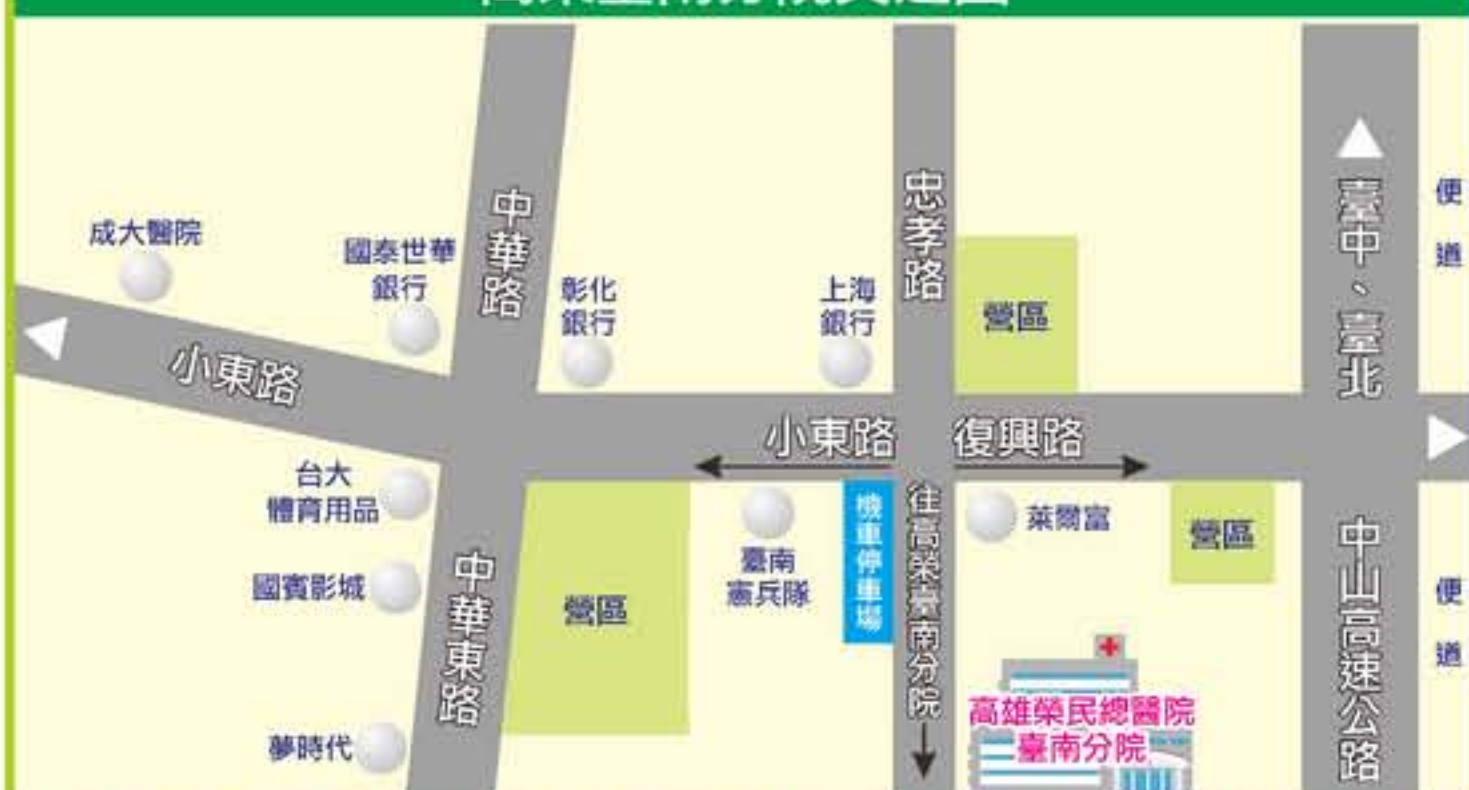 中華路
忠孝路
臺中、臺北
便道
成大醫院
國泰世華
銀行
彰化
銀行
上海
銀行
營區
小東路
小東路
復興路
台大
體育用品
機車停車場
往高榮臺南分院
萊爾富
營區
中山高速公路
便道
國賓影城
中華東路
營區
臺南
憲兵隊
高雄榮民總醫院
臺南分院
夢時代